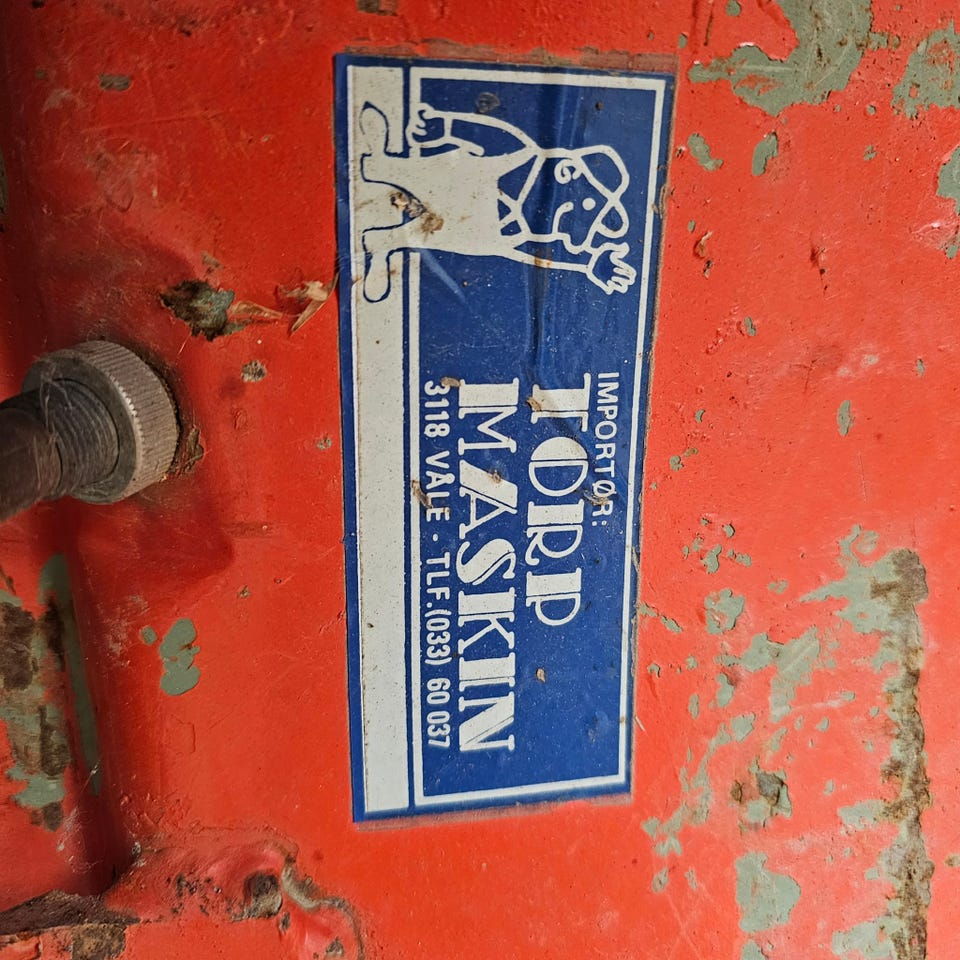 IMPORTØR:
TORP
MASKIN
3118 VÅLE - TLF.(033) 60 037